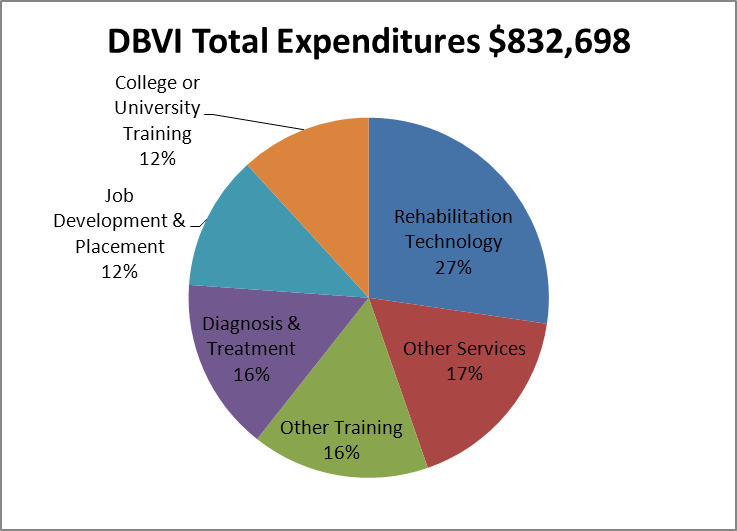 DBVI Total Expenditures $832,698
College or
University
Training
12%
Job
Development &
Placement
12%
Rehabilitation
Technology
27%
Diagnosis &
Treatment
16%
Other Services
17%
Other Training
16%